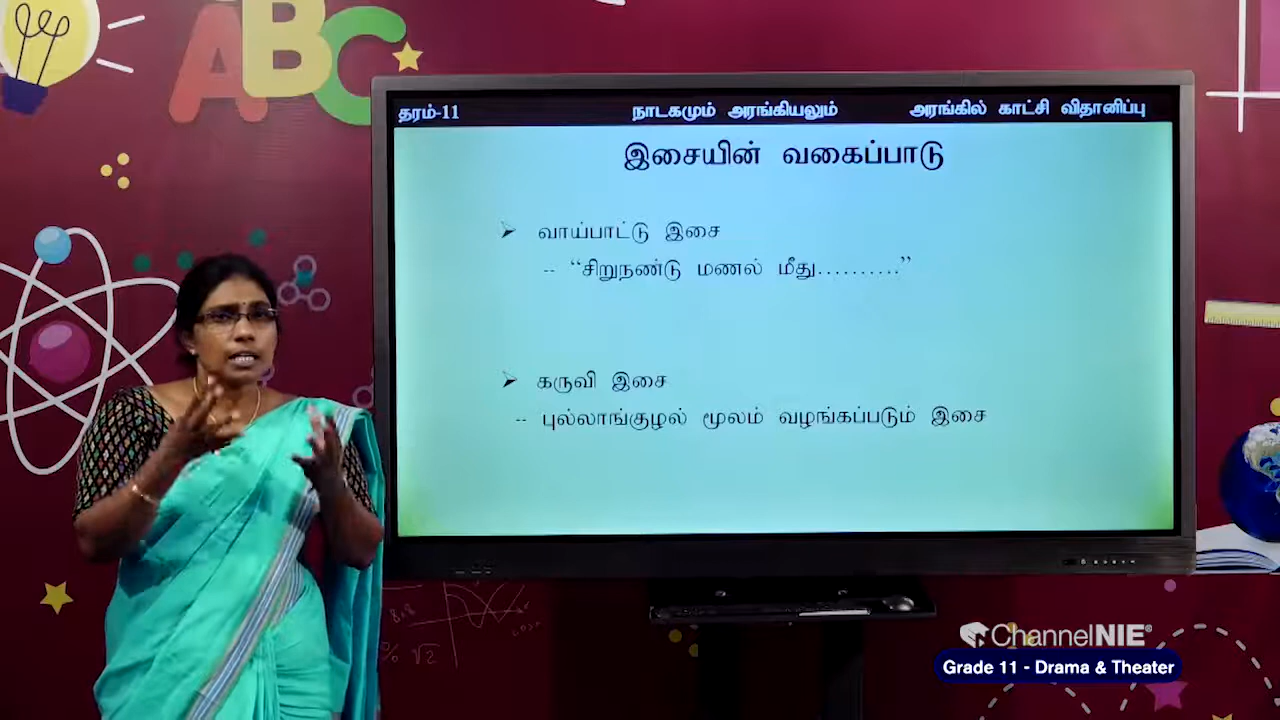 ABC
தரம்-11 நாடகமும் அரங்கியலும் அரங்கில் காட்சி விதானிப்பு
இசையின் வகைப்பாடு
➢ வாய்பாட்டு இசை
-- “சிறுநண்டு மணல் மீது..........”
➢ கருவி இசை
-- புல்லாங்குழல் மூலம் வழங்கப்படும் இசை
√2
ChannelNIE®
Grade 11 - Drama & Theater